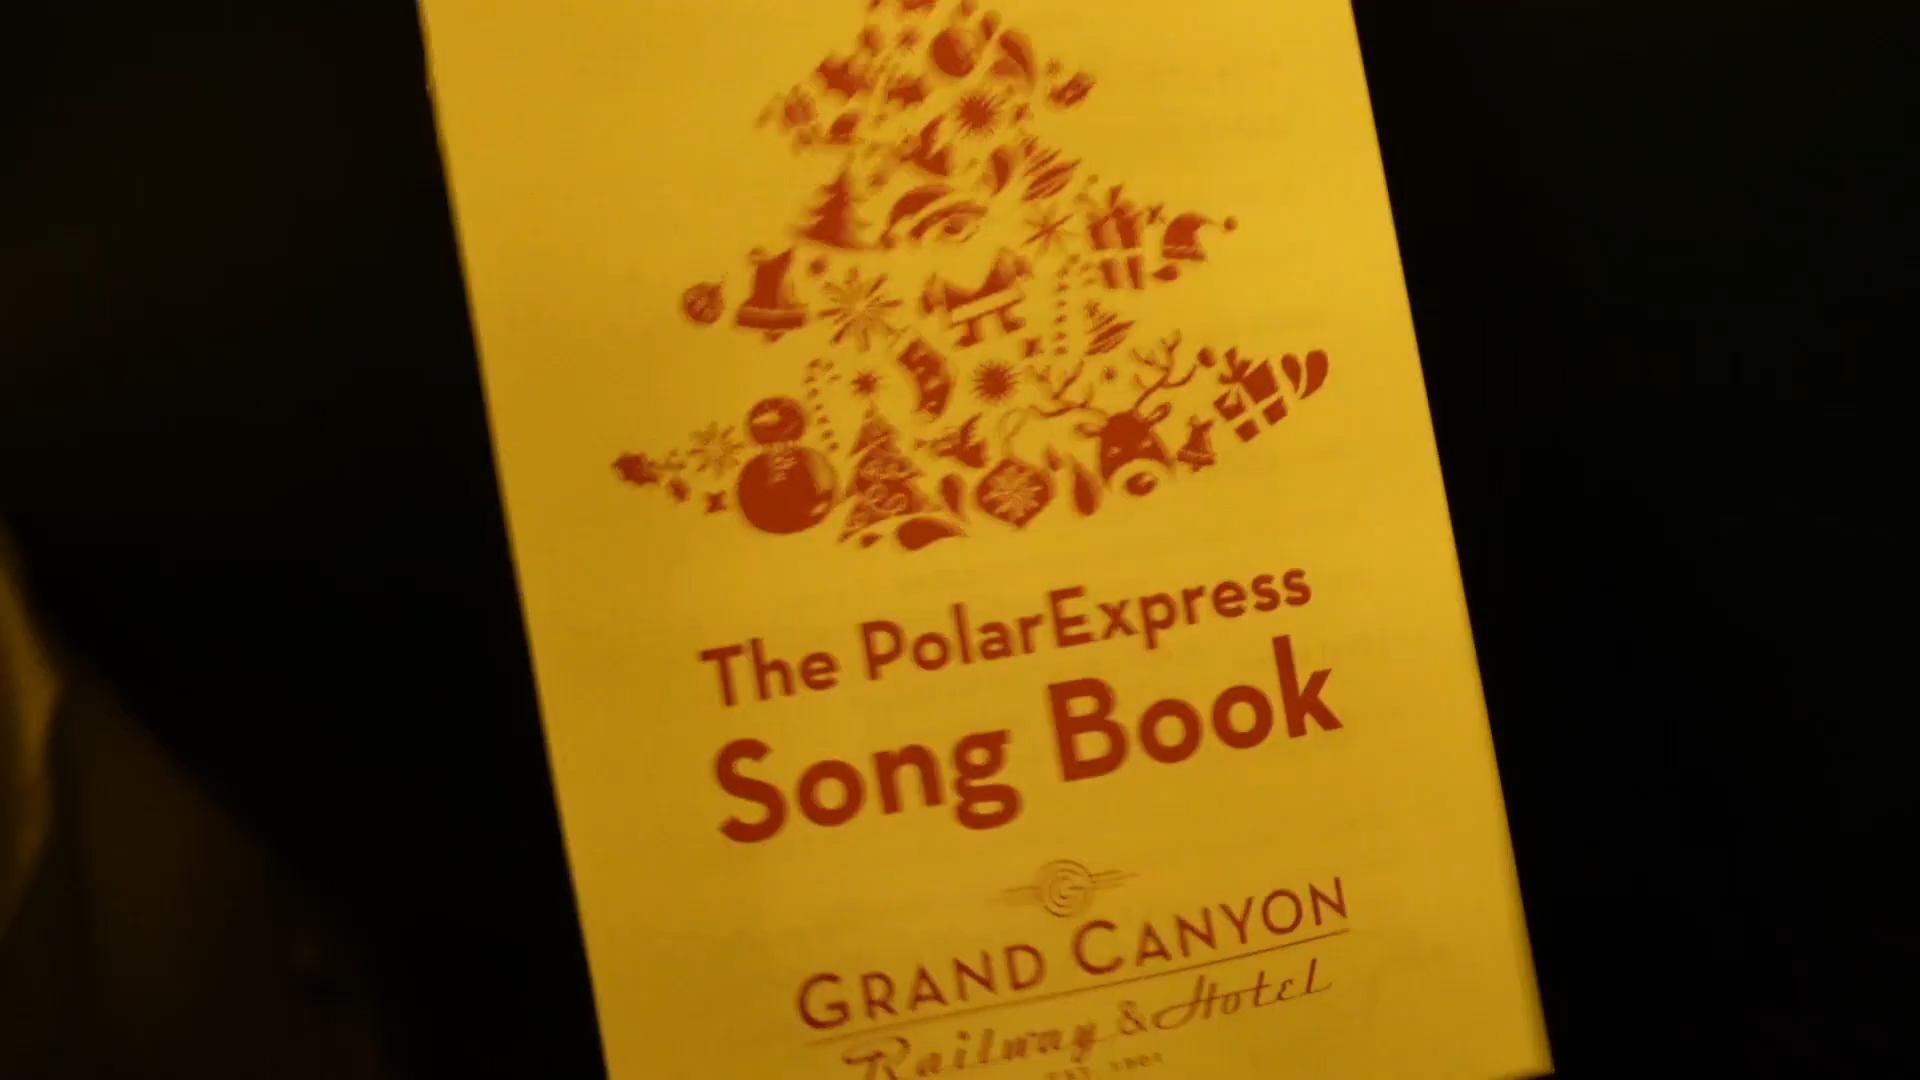 The PolarExpress
Song Book
GRAND CANYON
Railway & Hotel